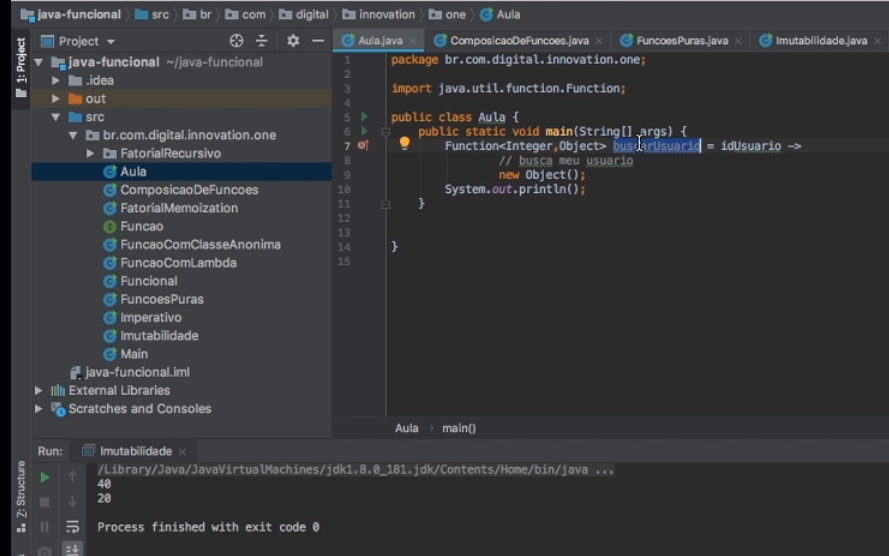 java-funcional src br com digital innovation one Aula
1: Project
Project
Aula.java ComposicaoDeFuncoes.java FuncoesPuras.java Imutabilidade.java
java-funcional ~/java-funcional
.idea
out
src
br.com.digital.innovation.one
FatorialRecursivo
Aula
ComposicaoDeFuncoes
FatorialMemoization
Funcao
FuncaoComClasseAnonima
FuncaoComLambda
Funcional
FuncoesPuras
Imperativo
Imutabilidade
Main
java-funcional.iml
External Libraries
Scratches and Consoles
1 package br.com.digital.innovation.one;
2
3 import java.util.function.Function;
4
5 public class Aula {
6 public static void main(String[] args) {
7 Function<Integer,Object> buscarUsuario = idUsuario ->
8 // busca meu usuario
9 new Object();
10 System.out.println();
11 }
12
13
14 }
15
Aula main()
Run: Imutabilidade
Z: Structure
/Library/Java/JavaVirtualMachines/jdk1.8.0_181.jdk/Contents/Home/bin/java ...
40
20
Process finished with exit code 0